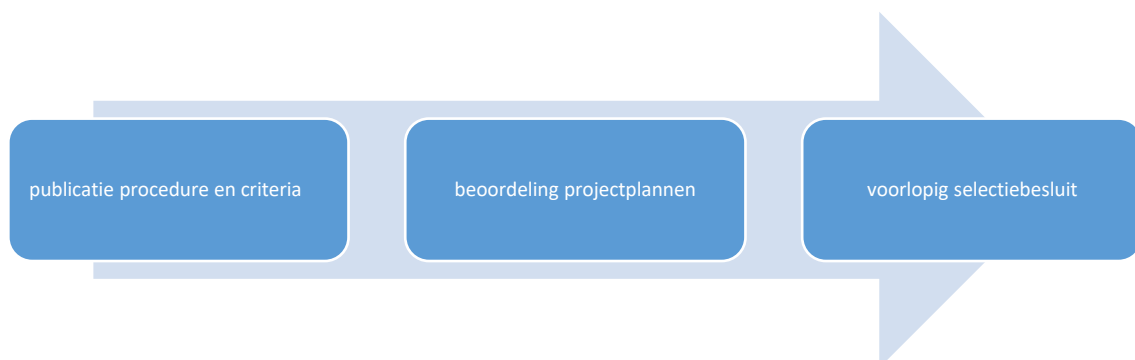 publicatie procedure en criteria
beoordeling projectplannen
voorlopig selectiebesluit